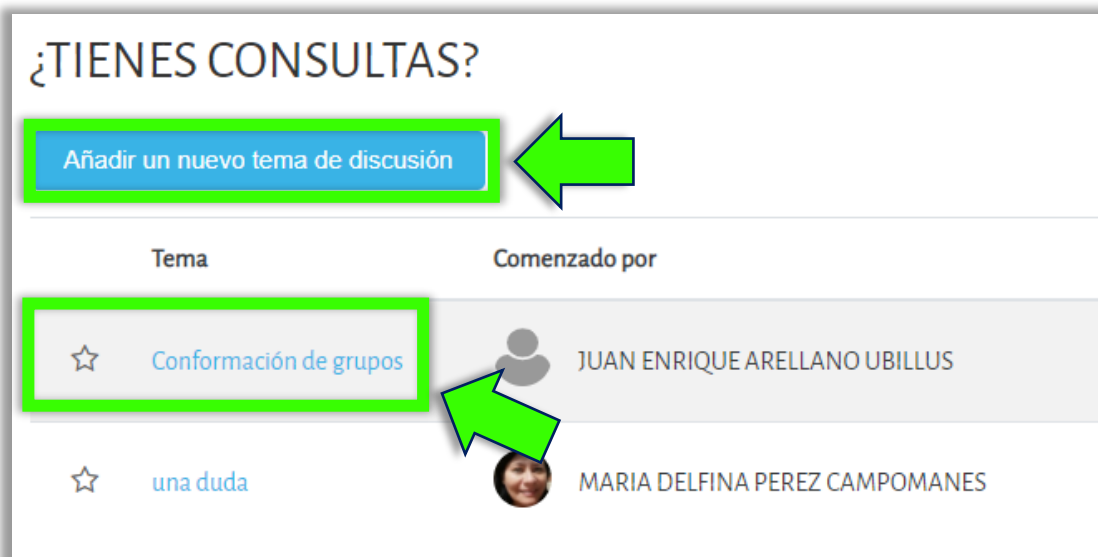 ¿TIENES CONSULTAS?
Añadir un nuevo tema de discusión
Tema Comenzado por
Conformación de grupos JUAN ENRIQUE ARELLANO UBILLUS
una duda MARIA DELFINA PEREZ CAMPOMANES